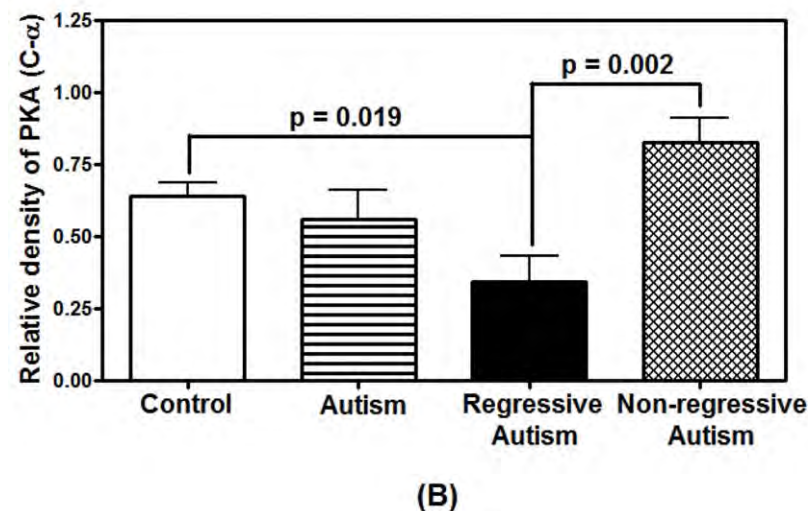 Relative density of PKA (C-α)
1.25
1.00
0.75
0.50
0.25
0.00
p = 0.002
p = 0.019
Control
Autism
Regressive
Autism
Non-regressive
Autism
(B)